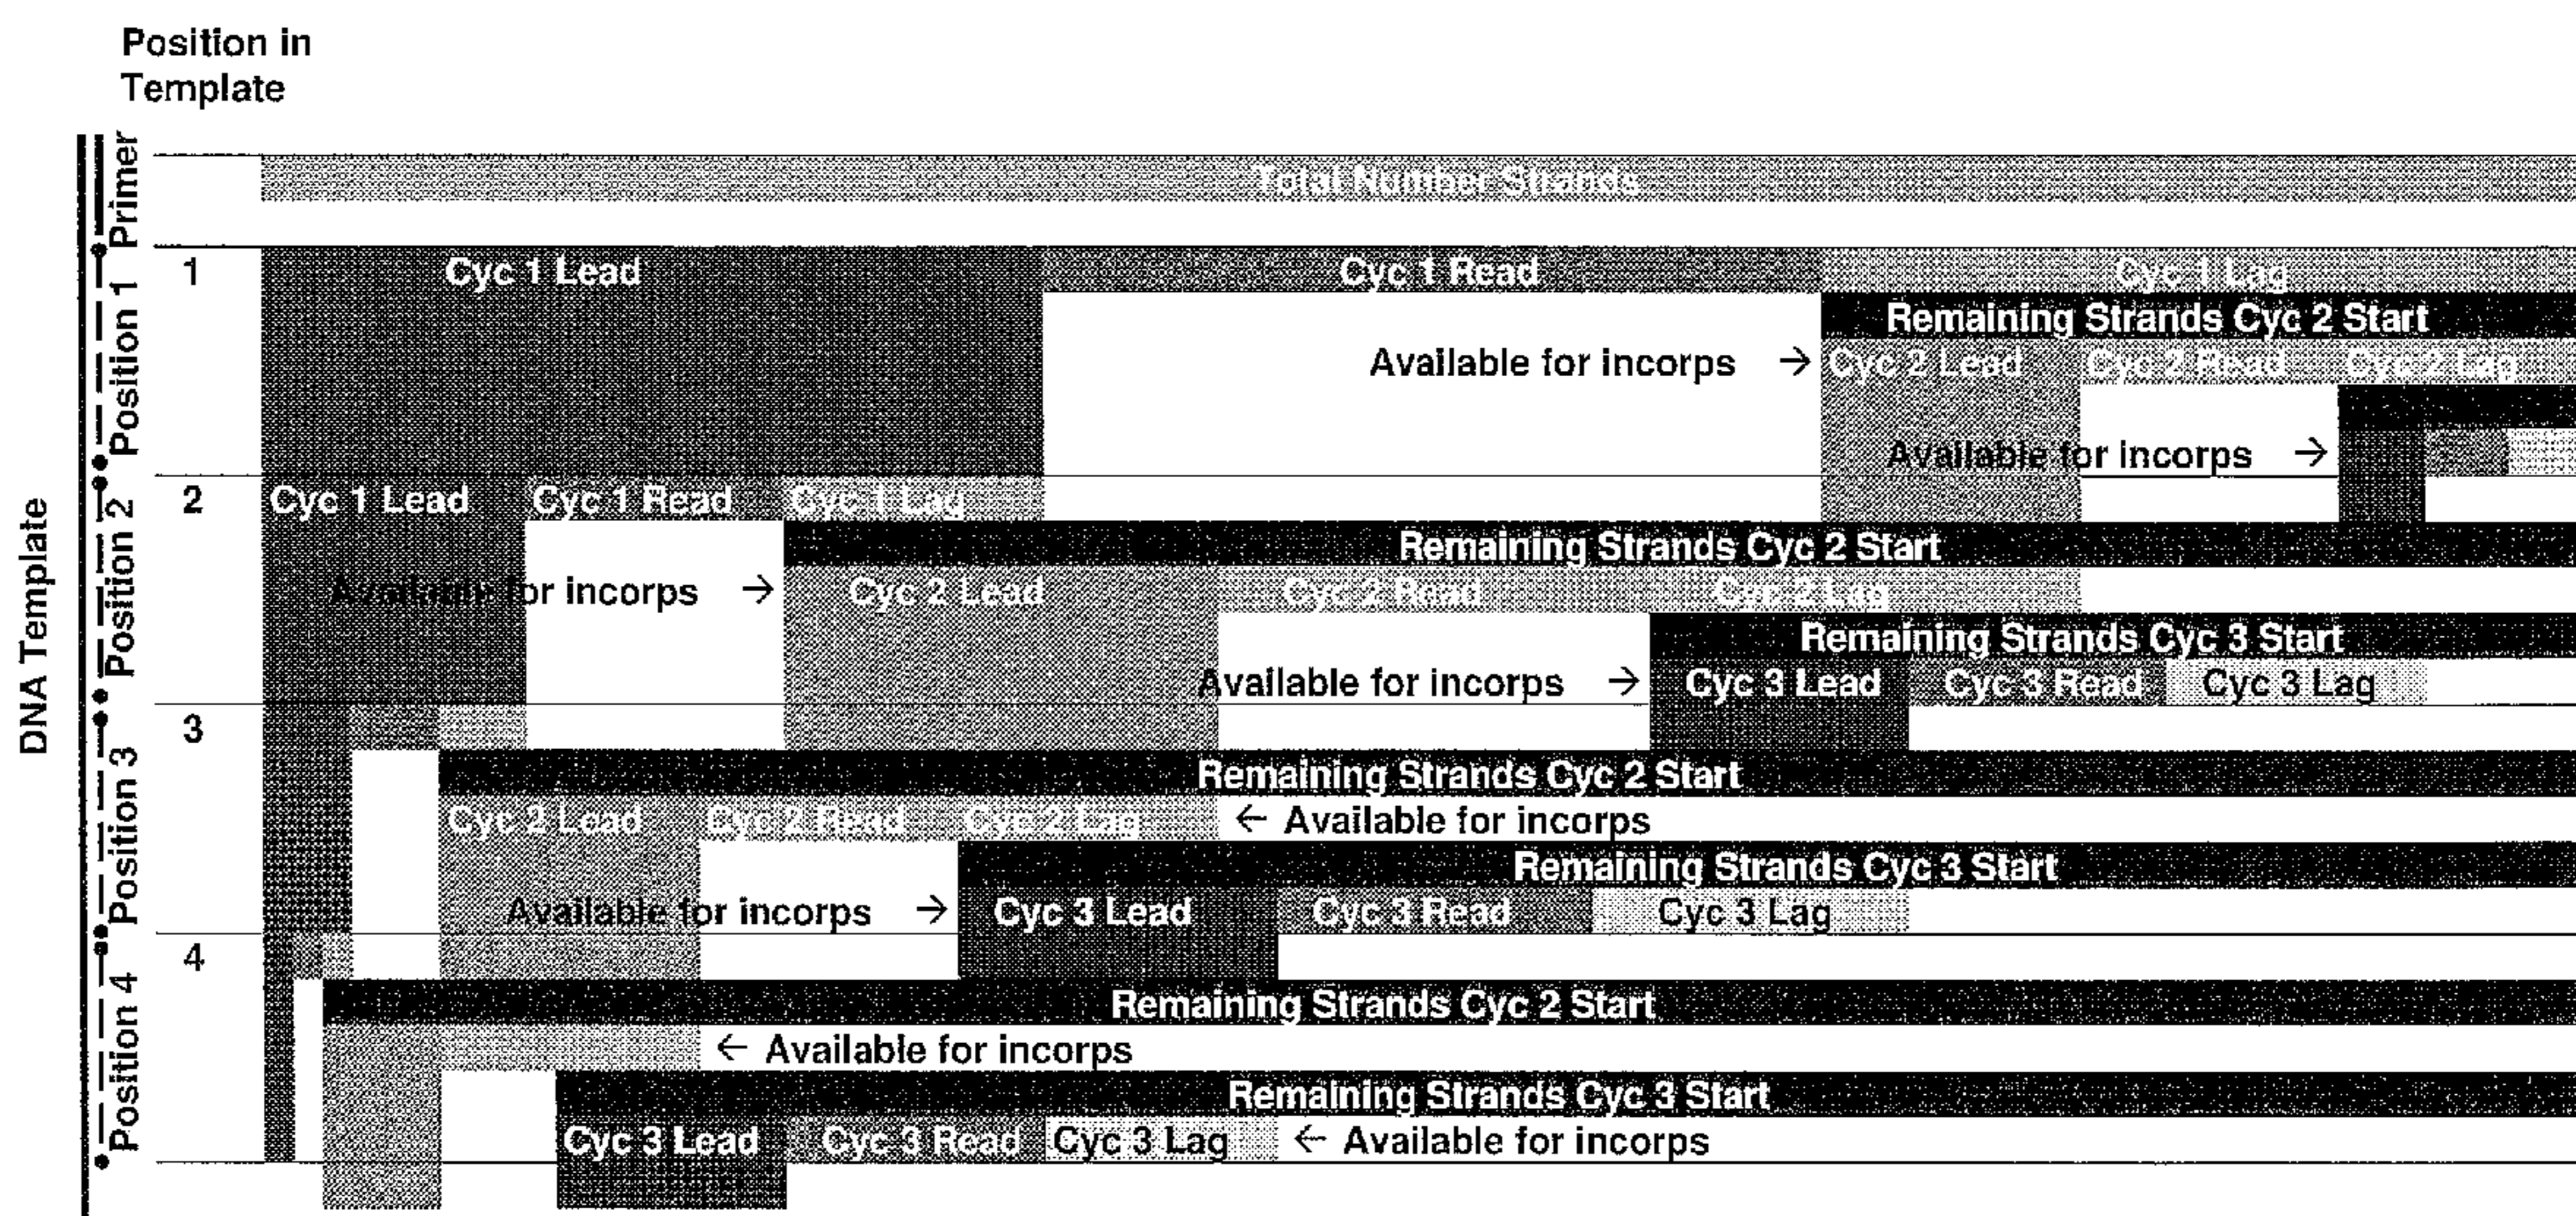 Position in
Template
DNA Template
Primer
Position 1
Position 2
Position 3
Position 4
Total Number Strands
1
Cyc 1 Lead
Cyc 1 Read
Cyc 1 Lag
Remaining Strands Cyc 2 Start
Available for incorps →
Cyc 2 Lead
Cyc 2 Read
Cyc 2 Lag
Available for incorps →
2
Cyc 1 Lead
Cyc 1 Read
Cyc 1 Lag
Remaining Strands Cyc 2 Start
Available for incorps →
Cyc 2 Lead
Cyc 2 Read
Cyc 2 Lag
Remaining Strands Cyc 3 Start
Available for incorps →
Cyc 3 Lead
Cyc 3 Read
Cyc 3 Lag
3
Remaining Strands Cyc 2 Start
Cyc 2 Lead
Cyc 2 Read
Cyc 2 Lag
← Available for incorps
Remaining Strands Cyc 3 Start
Available for incorps →
Cyc 3 Lead
Cyc 3 Read
Cyc 3 Lag
4
Remaining Strands Cyc 2 Start
← Available for incorps
Remaining Strands Cyc 3 Start
Cyc 3 Lead
Cyc 3 Read
Cyc 3 Lag
← Available for incorps